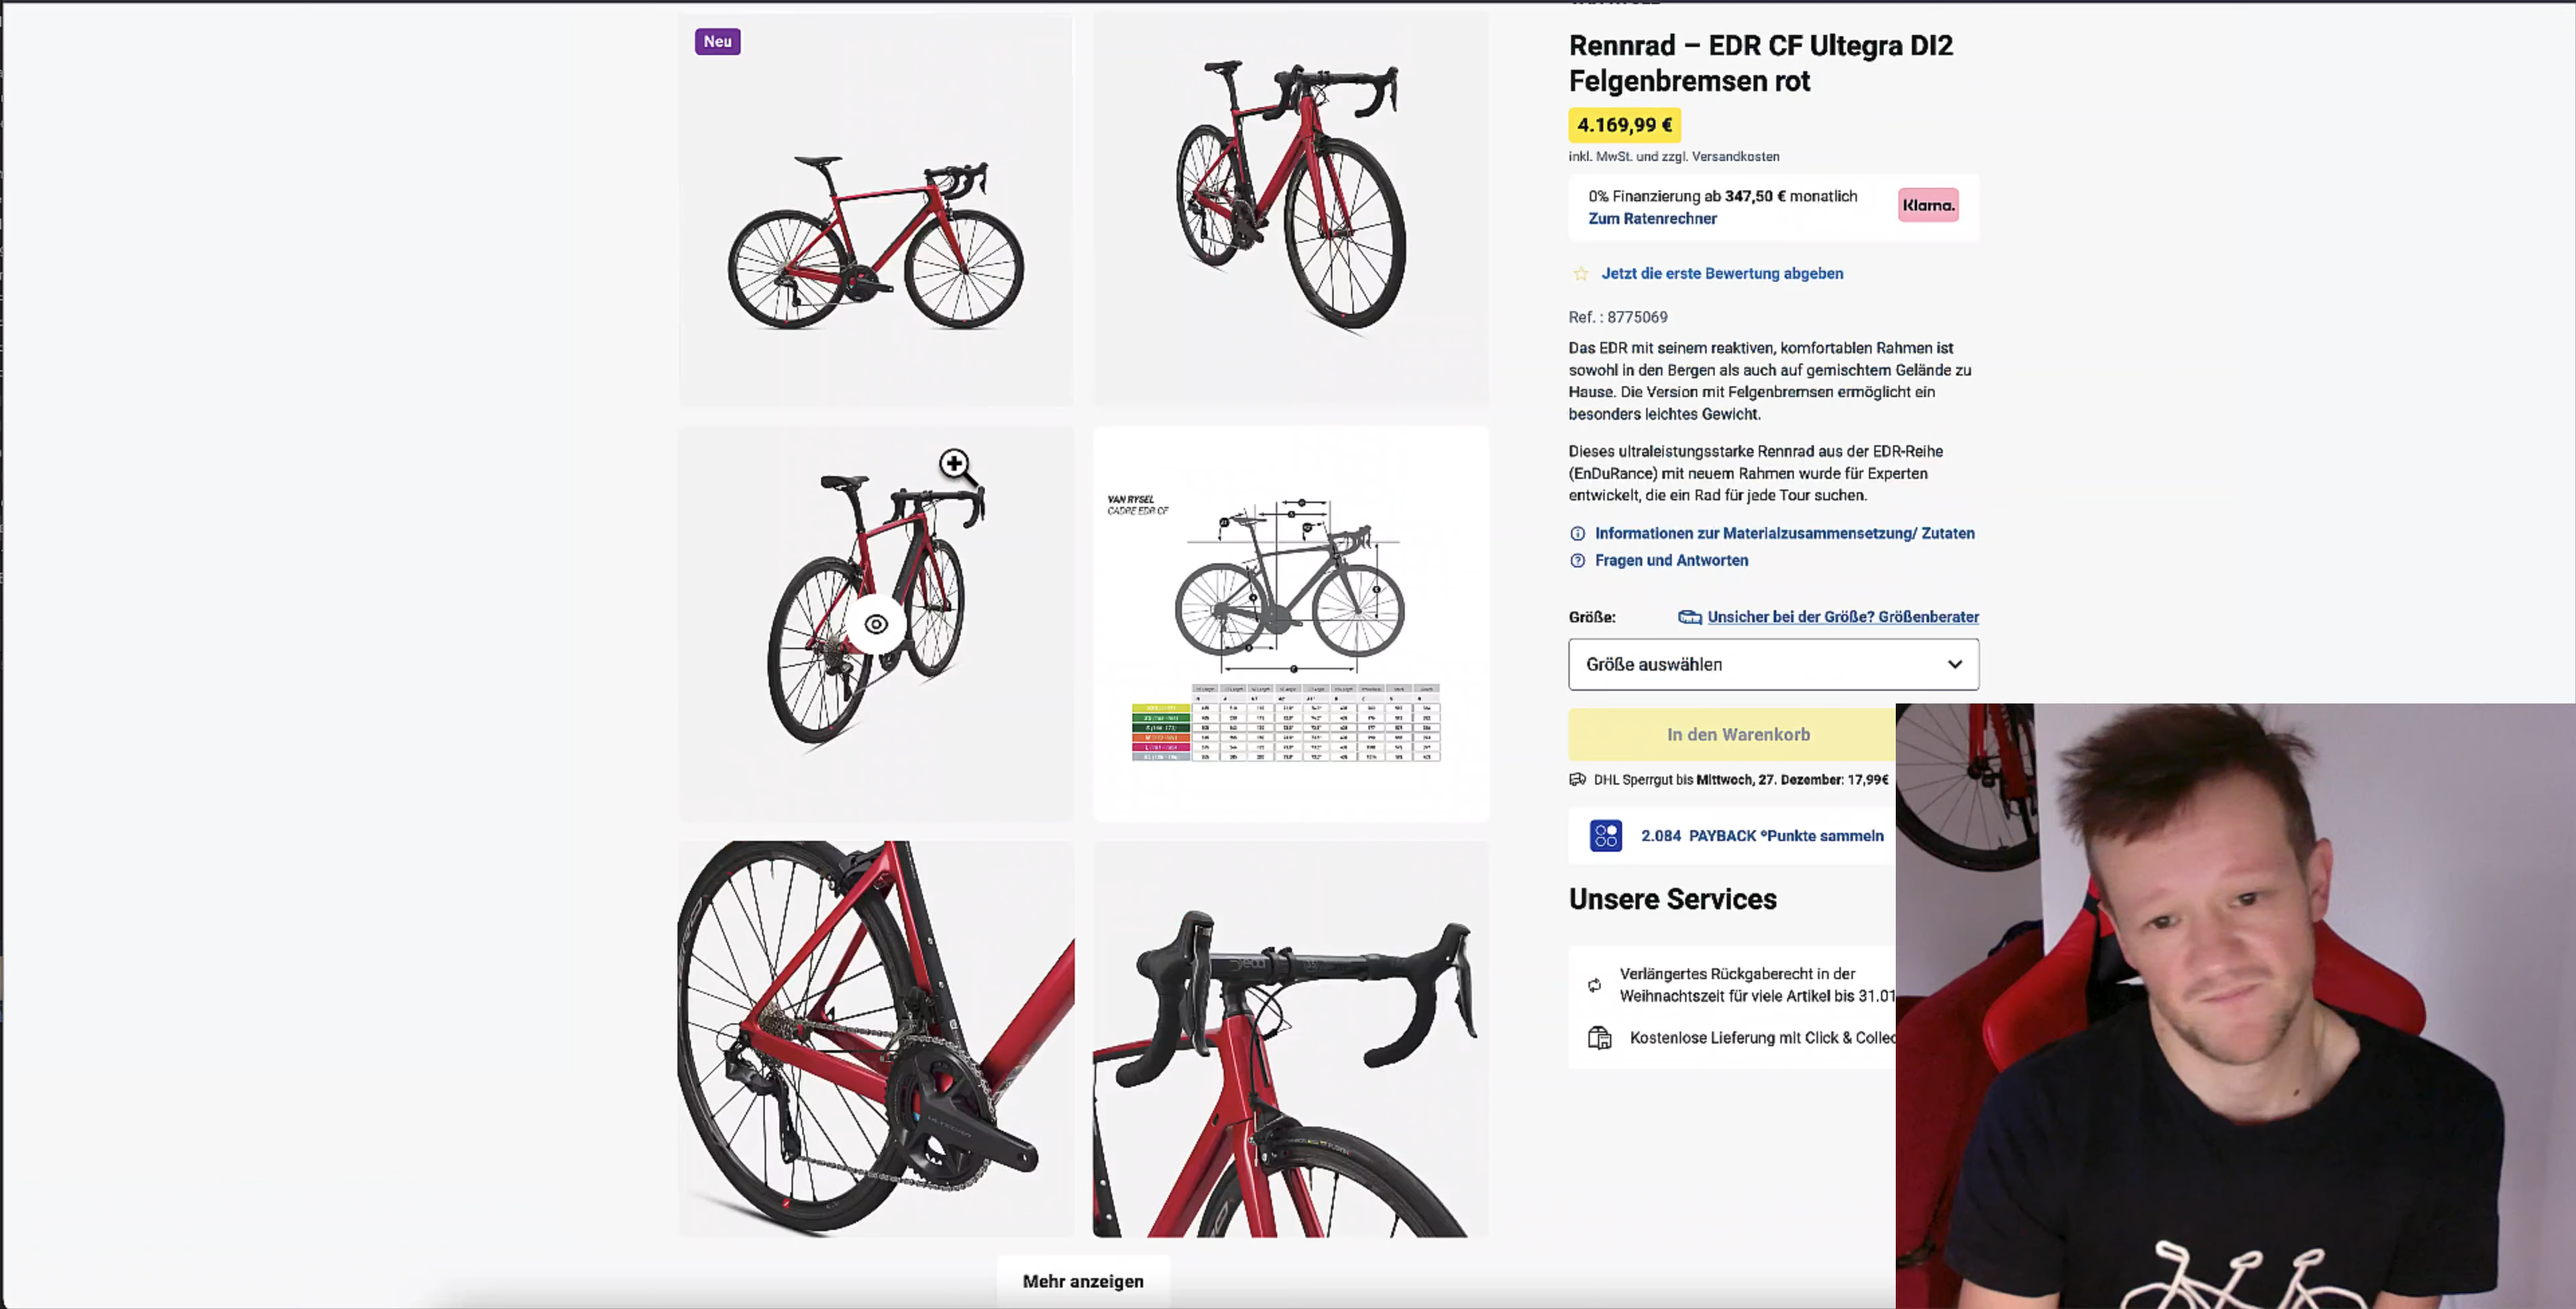 Neu
Rennrad – EDR CF Ultegra DI2
Felgenbremsen rot
4.169,99 €
inkl. MwSt. und zzgl. Versandkosten
0% Finanzierung ab 347,50 € monatlich
Zum Ratenrechner
Klarna.
Jetzt die erste Bewertung abgeben
Ref. : 8775069
Das EDR mit seinem reaktiven, komfortablen Rahmen ist
sowohl in den Bergen als auch auf gemischtem Gelände zu
Hause. Die Version mit Felgenbremsen ermöglicht ein
besonders leichtes Gewicht.
Dieses ultraleistungsstarke Rennrad aus der EDR-Reihe
(EnDuRance) mit neuem Rahmen wurde für Experten
entwickelt, die ein Rad für jede Tour suchen.
Informationen zur Materialzusammensetzung/ Zutaten
Fragen und Antworten
Größe:
Unsicher bei der Größe? Größenberater
Größe auswählen
In den Warenkorb
DHL Sperrgut bis Mittwoch, 27. Dezember: 17,99€
2.084 PAYBACK °Punkte sammeln
Unsere Services
Verlängertes Rückgaberecht in der
Weihnachtszeit für viele Artikel bis 31.01
Kostenlose Lieferung mit Click & Collec
VAN RYSEL
CADRE EDR CF
Mehr anzeigen